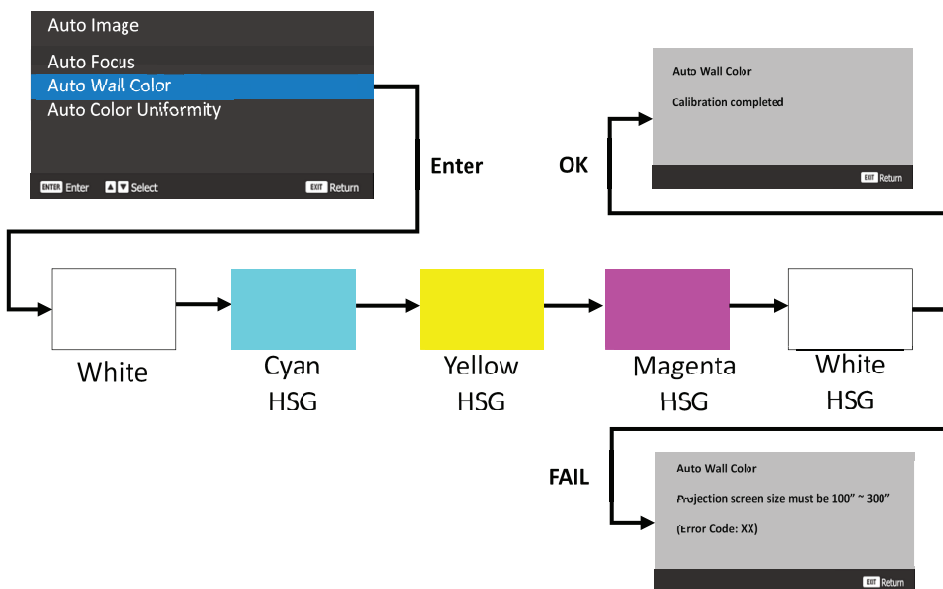 Auto Image
Auto Focus
Auto Wall Color
Auto Color Uniformity
ENTER Enter ▲ ▼ Select EXIT Return
Enter
OK
Auto Wall Color
Calibration completed
EXIT Return
White
Cyan
HSG
Yellow
HSG
Magenta
HSG
White
HSG
FAIL
Auto Wall Color
Projection screen size must be 100” ~ 300”
(Error Code: XX)
EXIT Return